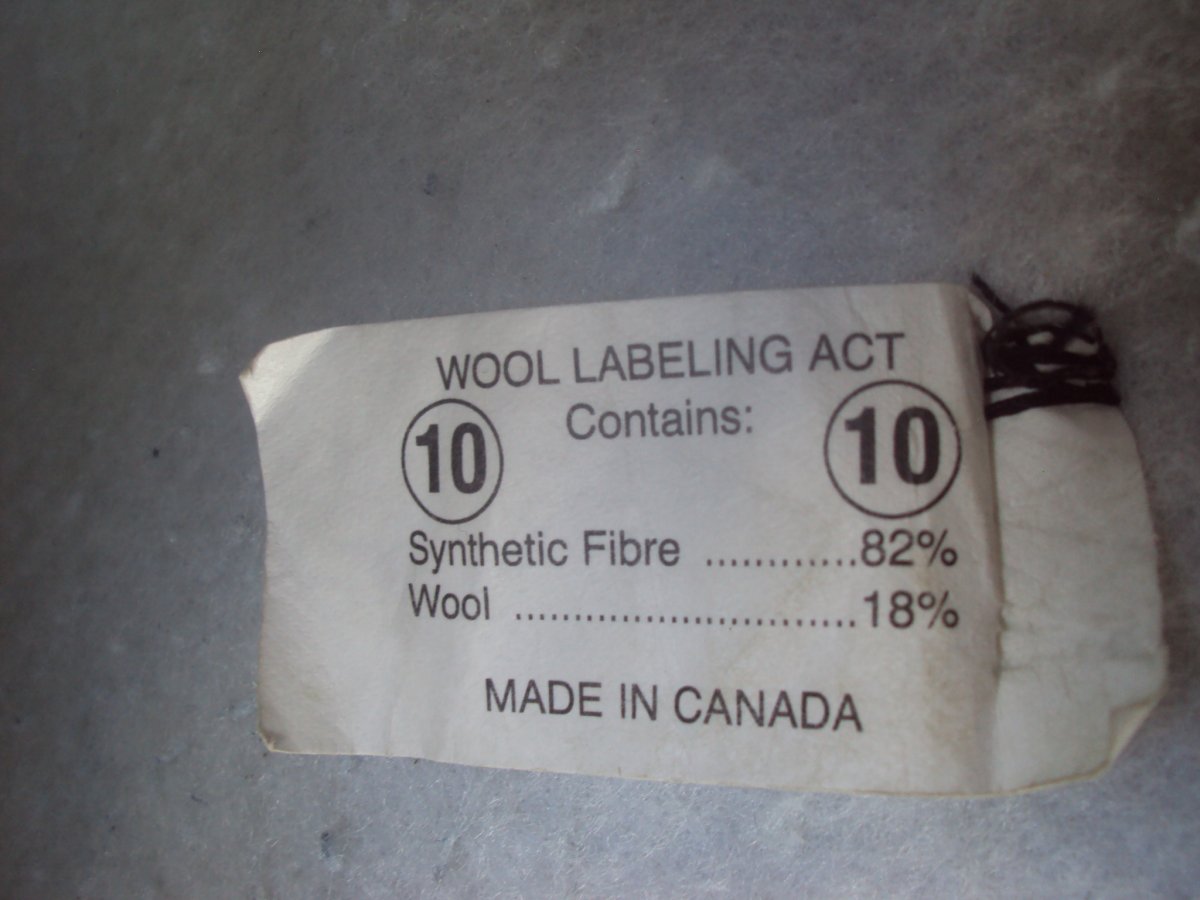 WOOL LABELING ACT
10 Contains: 10
Synthetic Fibre ............82%
Wool .............................18%
MADE IN CANADA